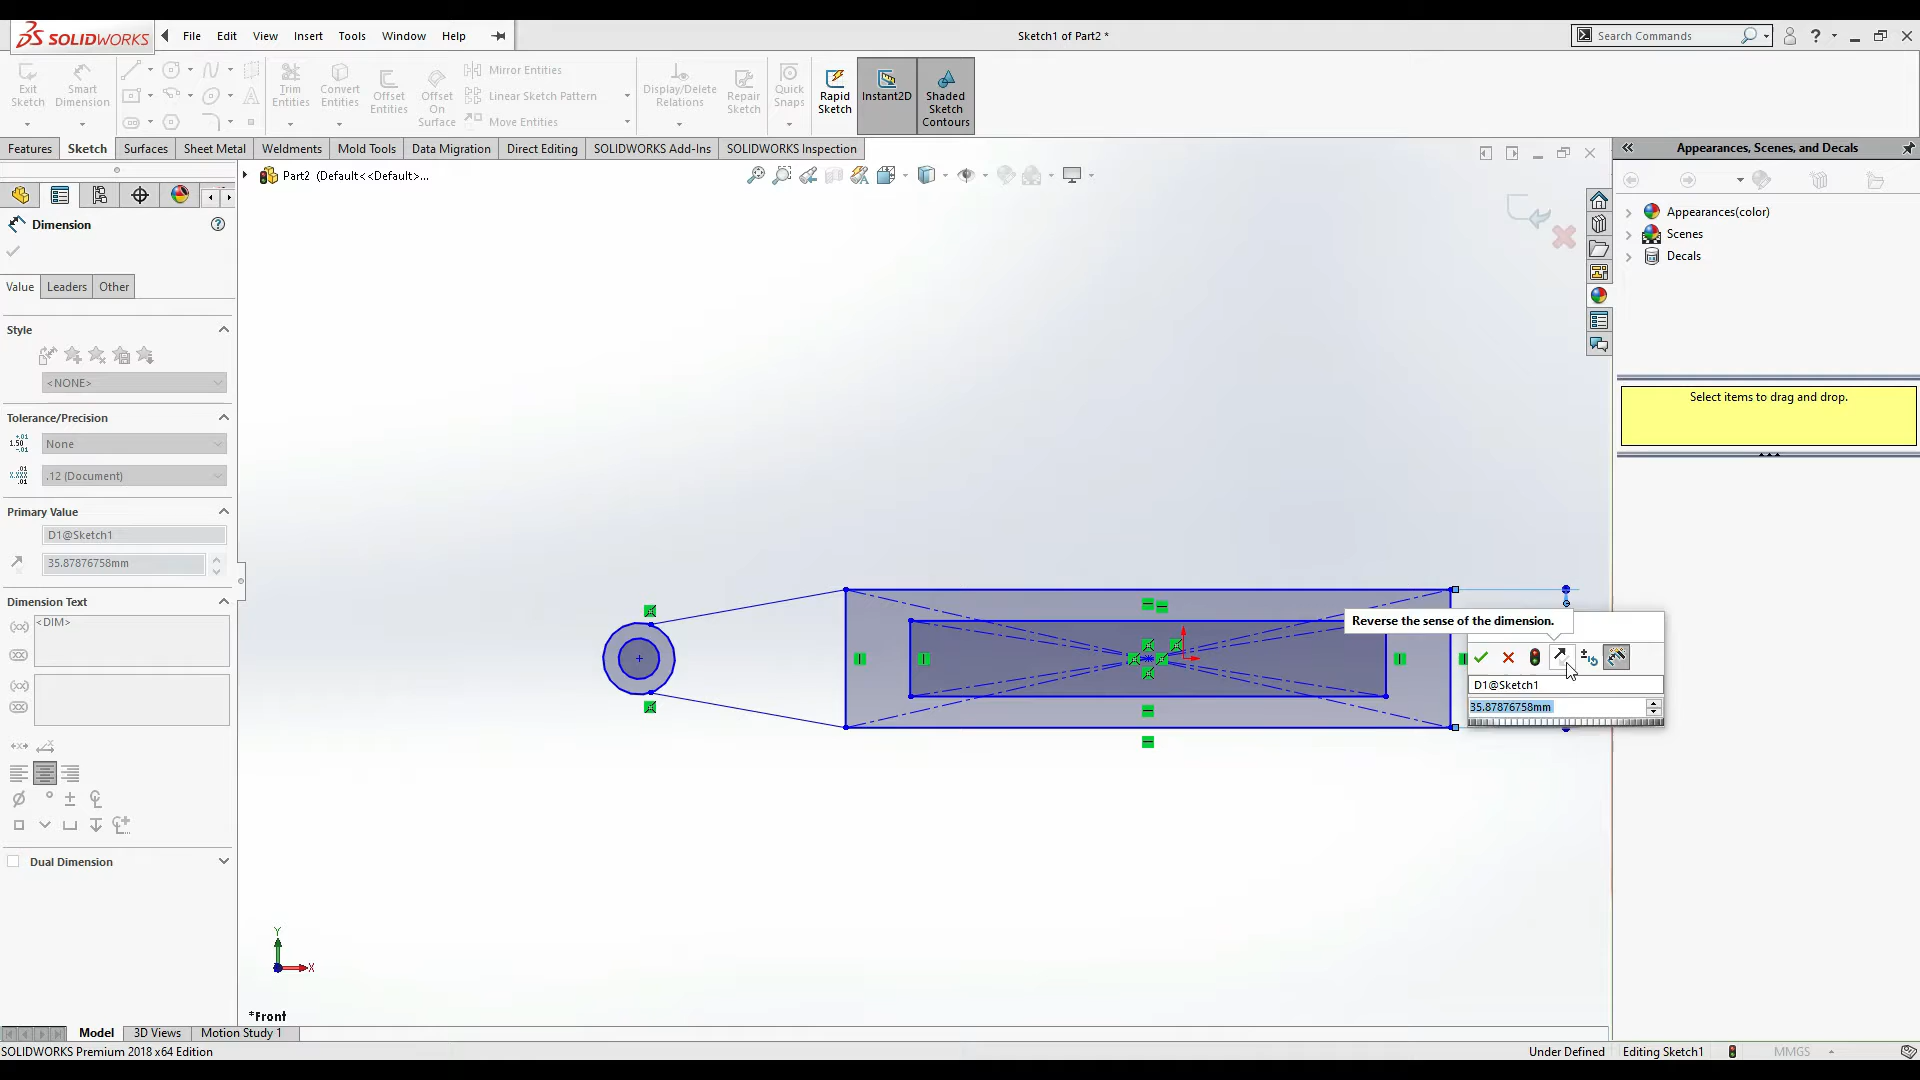 SOLIDWORKS
File Edit View Insert Tools Window Help
Sketch1 of Part2 *
Search Commands
Exit Sketch
Smart Dimension
Trim Entities
Convert Entities
Offset Entities
Offset On Surface
Mirror Entities
Linear Sketch Pattern
Move Entities
Display/Delete Relations
Repair Sketch
Quick Snaps
Rapid Sketch
Instant2D
Shaded Sketch Contours
Features Sketch Surfaces Sheet Metal Weldments Mold Tools Data Migration Direct Editing SOLIDWORKS Add-Ins SOLIDWORKS Inspection
Part2 (Default<<Default>...
Appearances, Scenes, and Decals
Appearances(color)
Scenes
Decals
Select items to drag and drop.
Dimension
Value Leaders Other
Style
<NONE>
Tolerance/Precision
None
.12 (Document)
Primary Value
D1@Sketch1
35.87876758mm
Dimension Text
<DIM>
Dual Dimension
Reverse the sense of the dimension.
D1@Sketch1
35.87876758mm
Y
X
*Front
Model 3D Views Motion Study 1
SOLIDWORKS Premium 2018 x64 Edition
Under Defined Editing Sketch1 MMGS